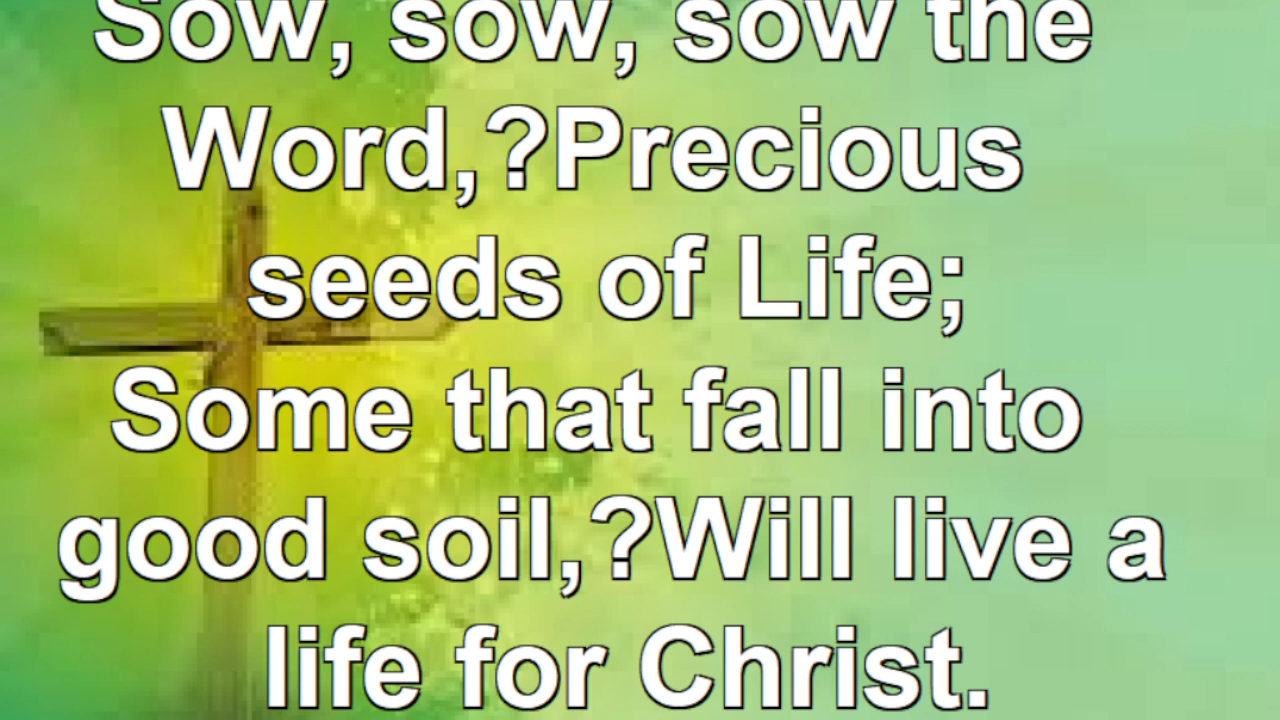 Sow, sow, sow the
Word,?Precious
seeds of Life;
Some that fall into
good soil,?Will live a
life for Christ.